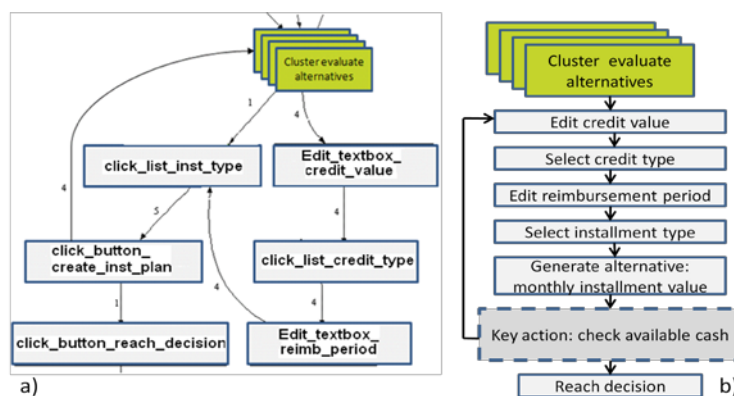 Cluster evaluate
alternatives
1
4
click_list_inst_type
Edit_textbox_
credit_value
4
5
4
click_button_
create_inst_plan
click_list_credit_type
4
1
4
click_button_reach_decision
Edit_textbox_
reimb_period
a)
Cluster evaluate
alternatives
Edit credit value
Select credit type
Edit reimbursement period
Select installment type
Generate alternative:
monthly installment value
Key action: check available cash
Reach decision
b)